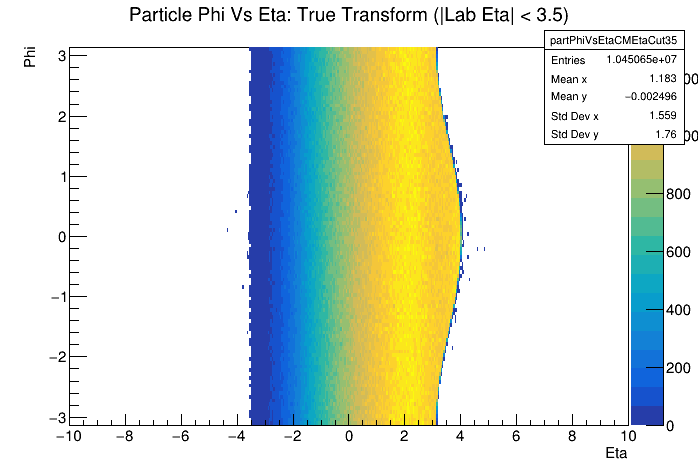 Particle Phi Vs Eta: True Transform (|Lab Eta| < 3.5)
partPhiVsEtaCMEtaCut35
Entries 1.045065e+07
Mean x 1.183
Mean y −0.002496
Std Dev x 1.559
Std Dev y 1.76
Phi
3
2
1
0
−1
−2
−3
−10 −8 −6 −4 −2 0 2 4 6 8 10
Eta
800
600
400
200
0